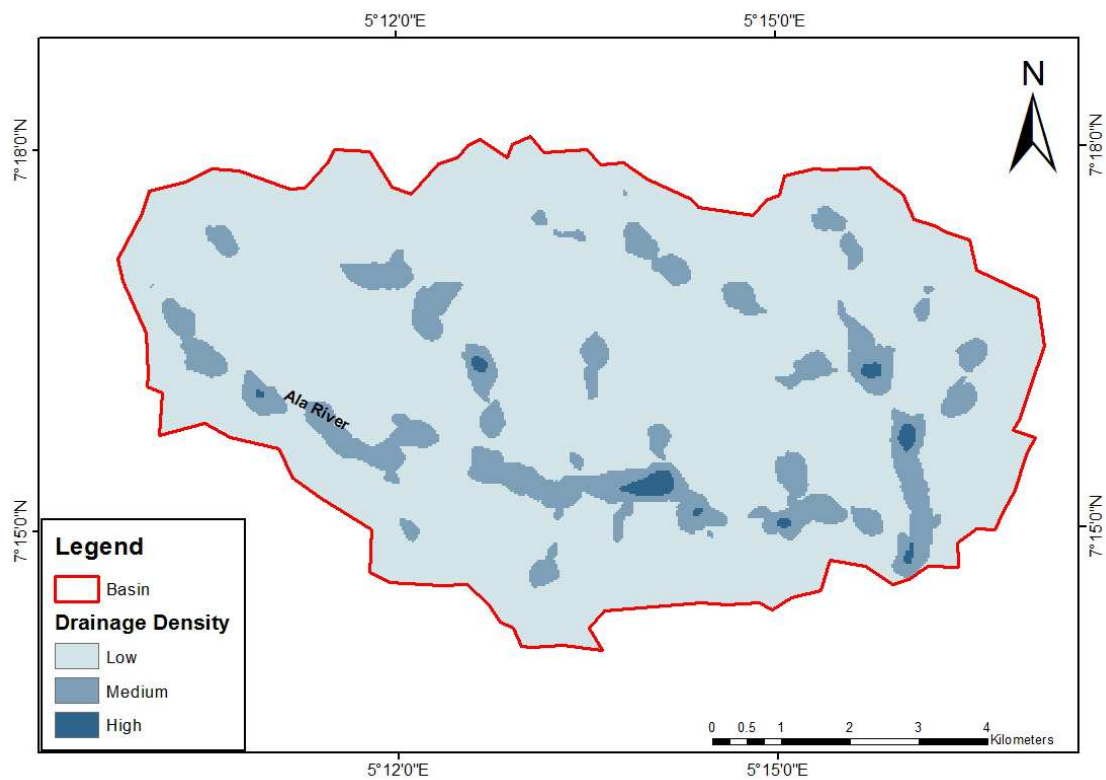 5°12'0"E
5°15'0"E
N
7°18'0"N
7°18'0"N
Ala River
7°15'0"N
7°15'0"N
Legend
Basin
Drainage Density
Low
Medium
High
0 0.5 1 2 3 4
Kilometers
5°12'0"E
5°15'0"E